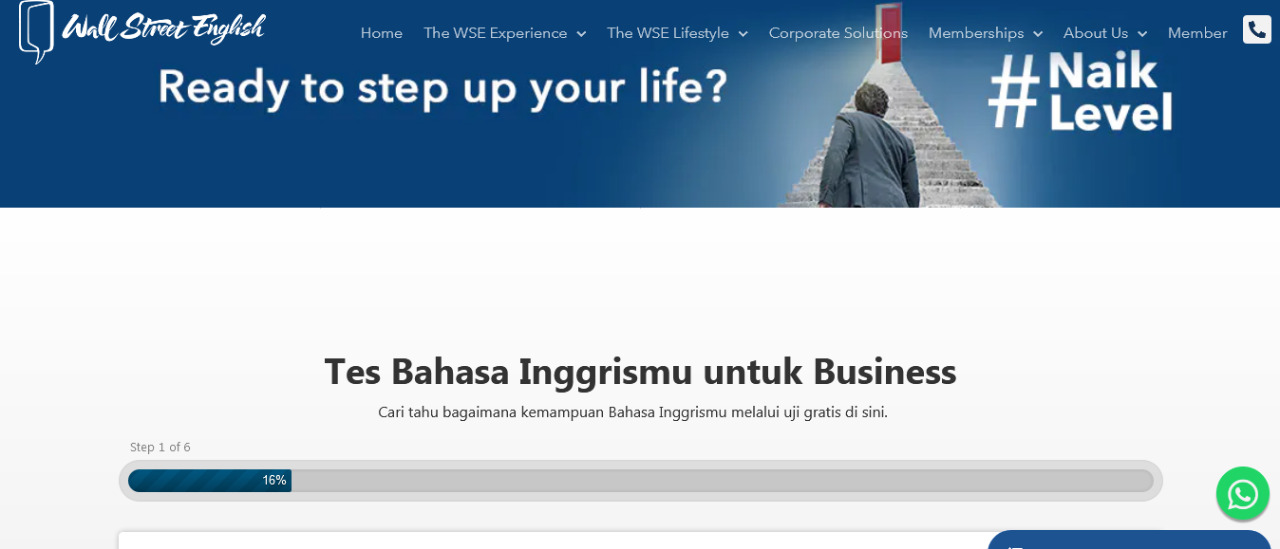 Wall Street English
Home The WSE Experience The WSE Lifestyle Corporate Solutions Memberships About Us Member
Ready to step up your life?
#Naik
Level
Tes Bahasa Inggrismu untuk Business
Cari tahu bagaimana kemampuan Bahasa Inggrismu melalui uji gratis di sini.
Step 1 of 6
16%